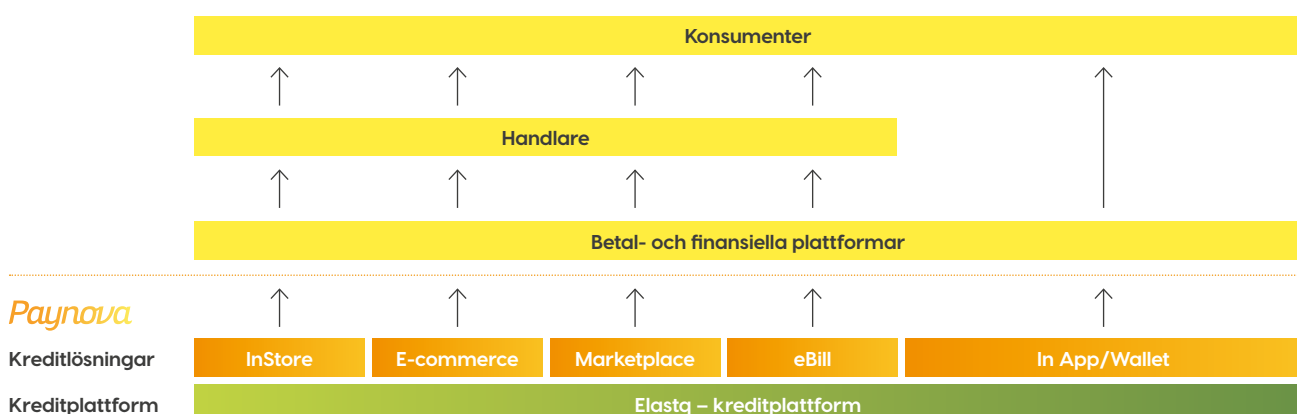 Konsumenter
Handlare
Betal- och finansiella plattformar
Paynova
Kreditlösningar InStore E-commerce Marketplace eBill In App/Wallet
Kreditplattform Elastq – kreditplattform